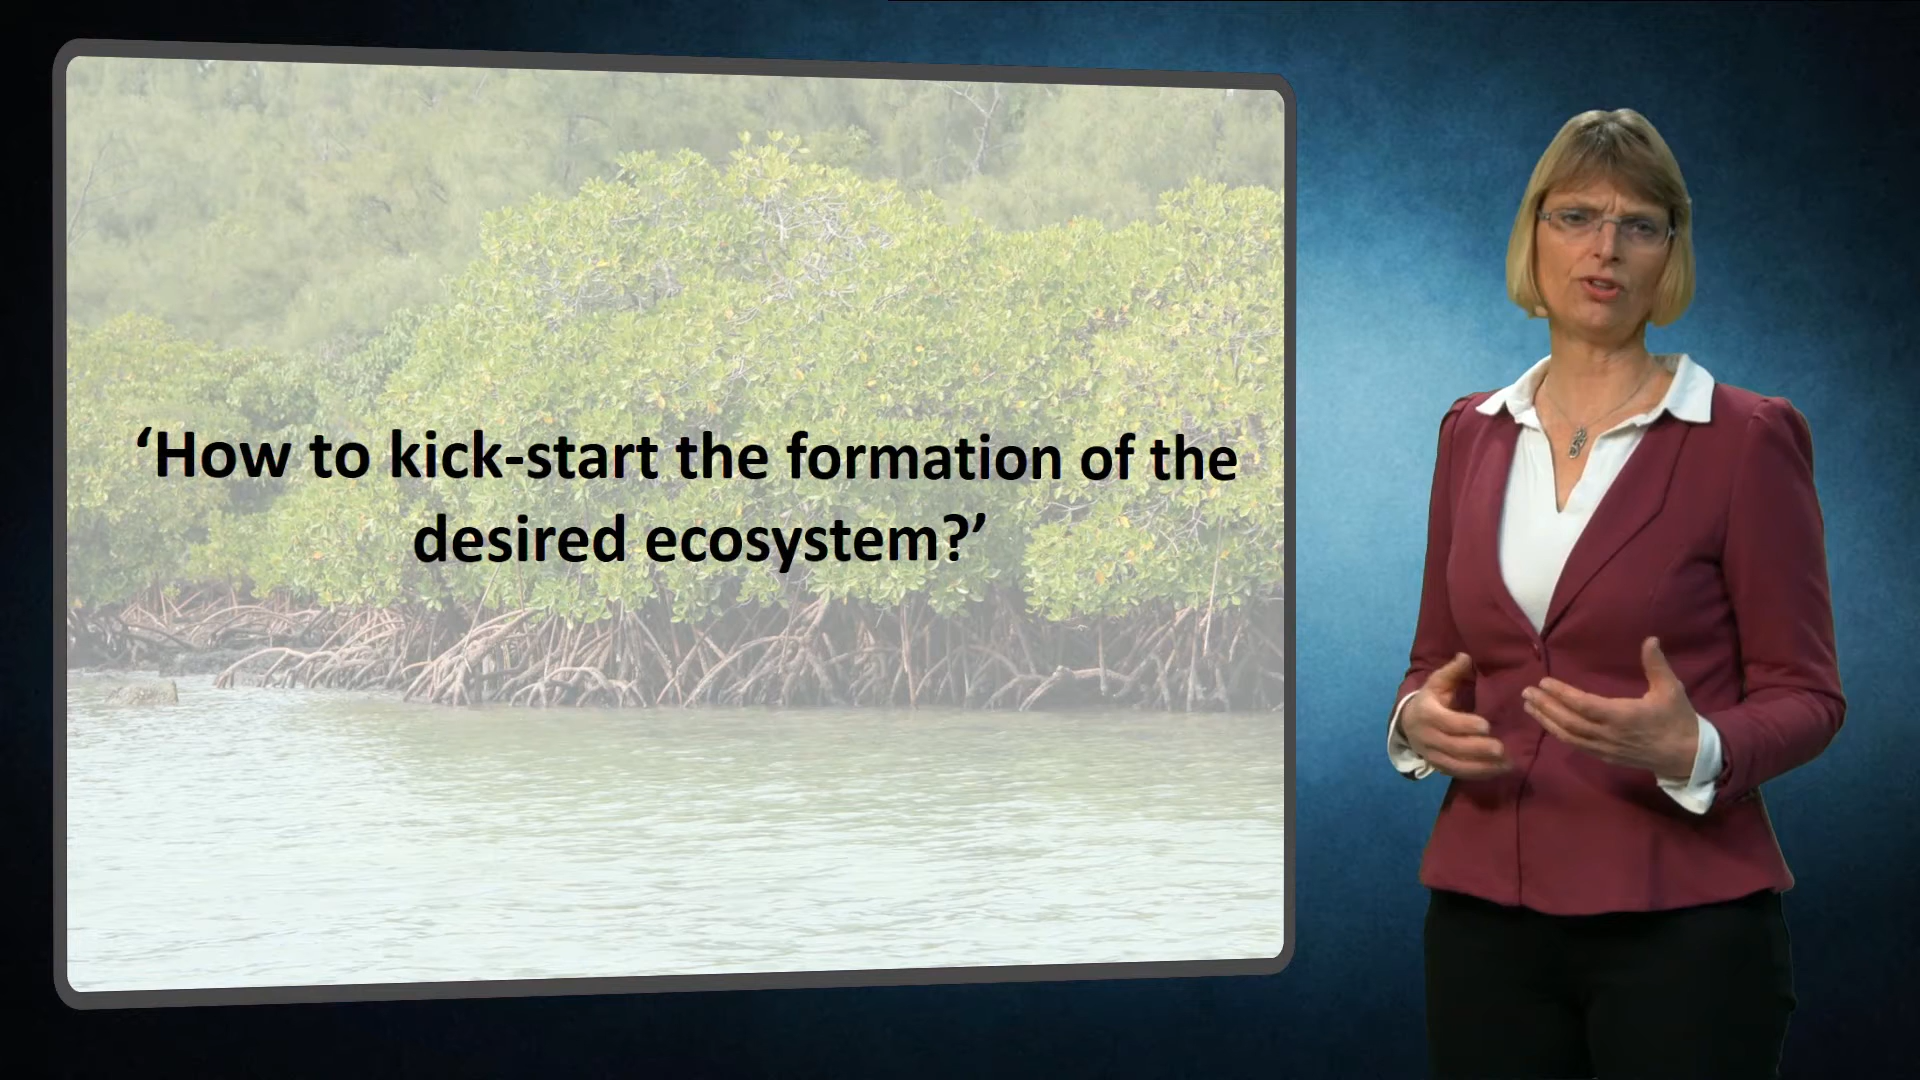 ‘How to kick-start the formation of the
desired ecosystem?’